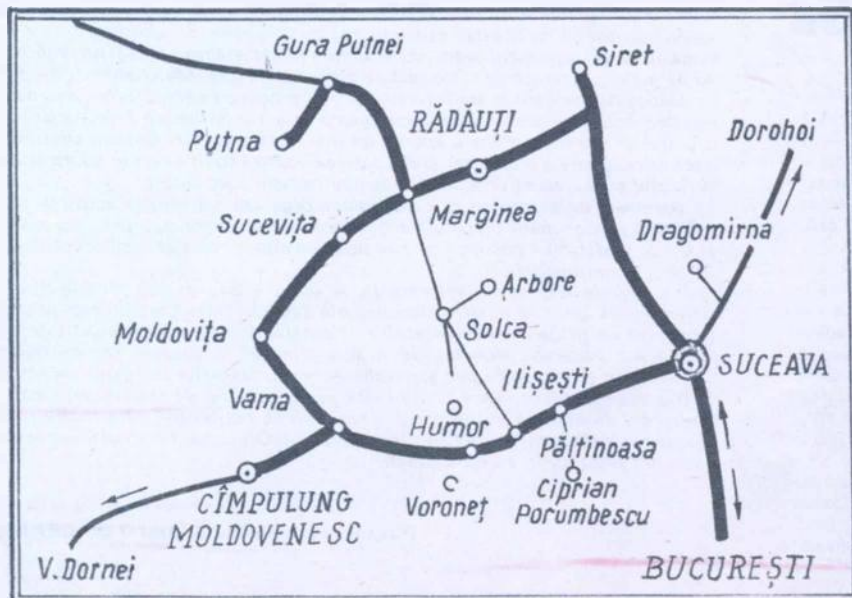 Gura Putnei
Siret
Putna
RĂDĂUȚI
Dorohoi
Sucevița
Marginea
Dragomirna
Arbore
Moldovița
Solca
Ilisești
SUCEAVA
Vama
Humor
Păltinoasa
CÎMPULUNG
MOLDOVENESC
Voroneț
Ciprian
Porumbescu
V. Dornei
BUCUREȘTI